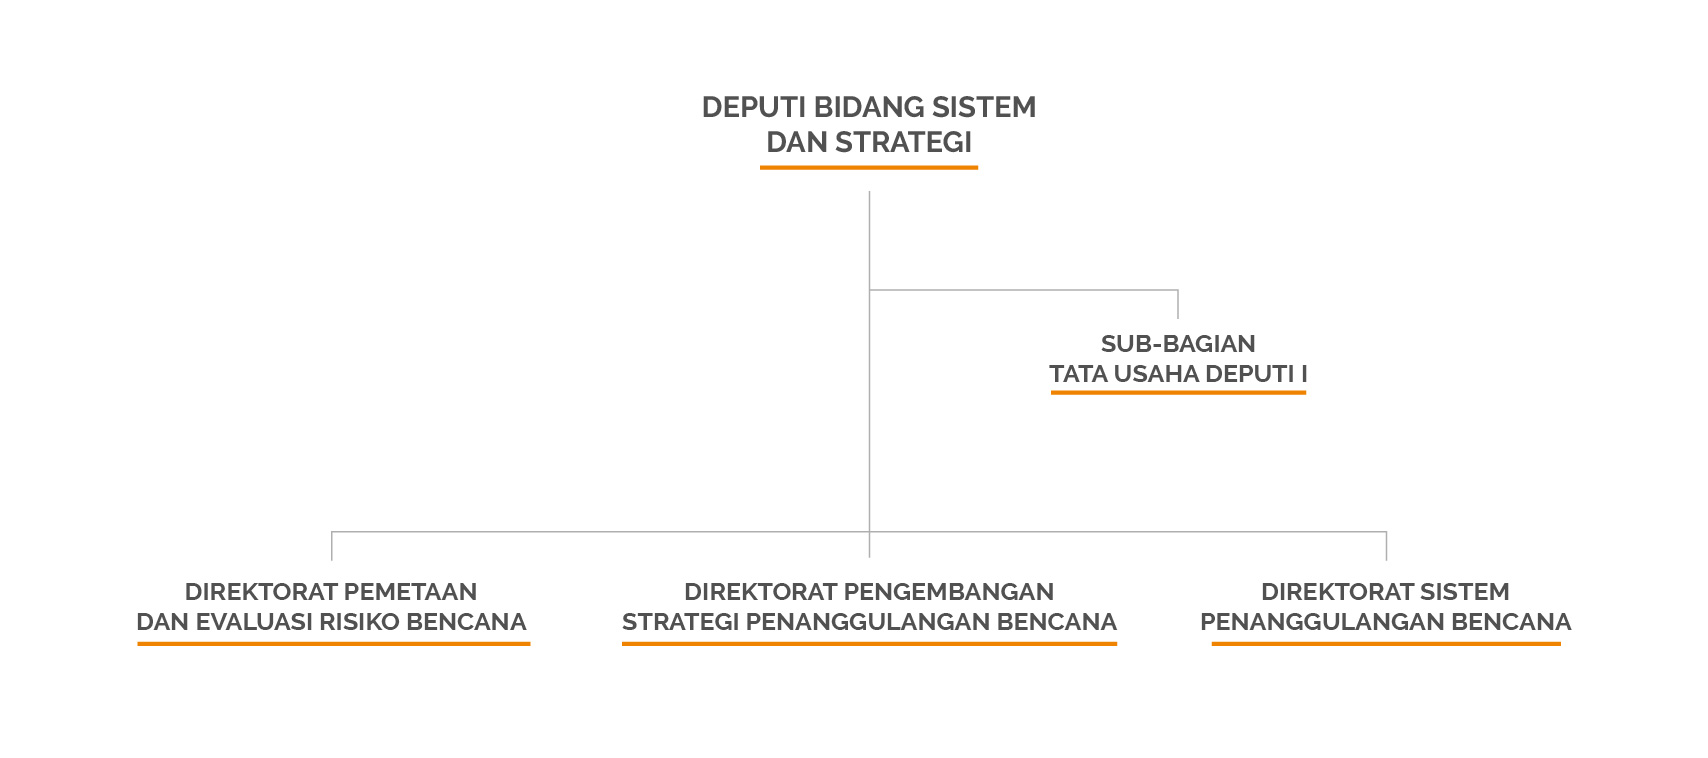 DEPUTI BIDANG SISTEM
DAN STRATEGI
SUB-BAGIAN
TATA USAHA DEPUTI I
DIREKTORAT PEMETAAN
DAN EVALUASI RISIKO BENCANA
DIREKTORAT PENGEMBANGAN
STRATEGI PENANGGULANGAN BENCANA
DIREKTORAT SISTEM
PENANGGULANGAN BENCANA